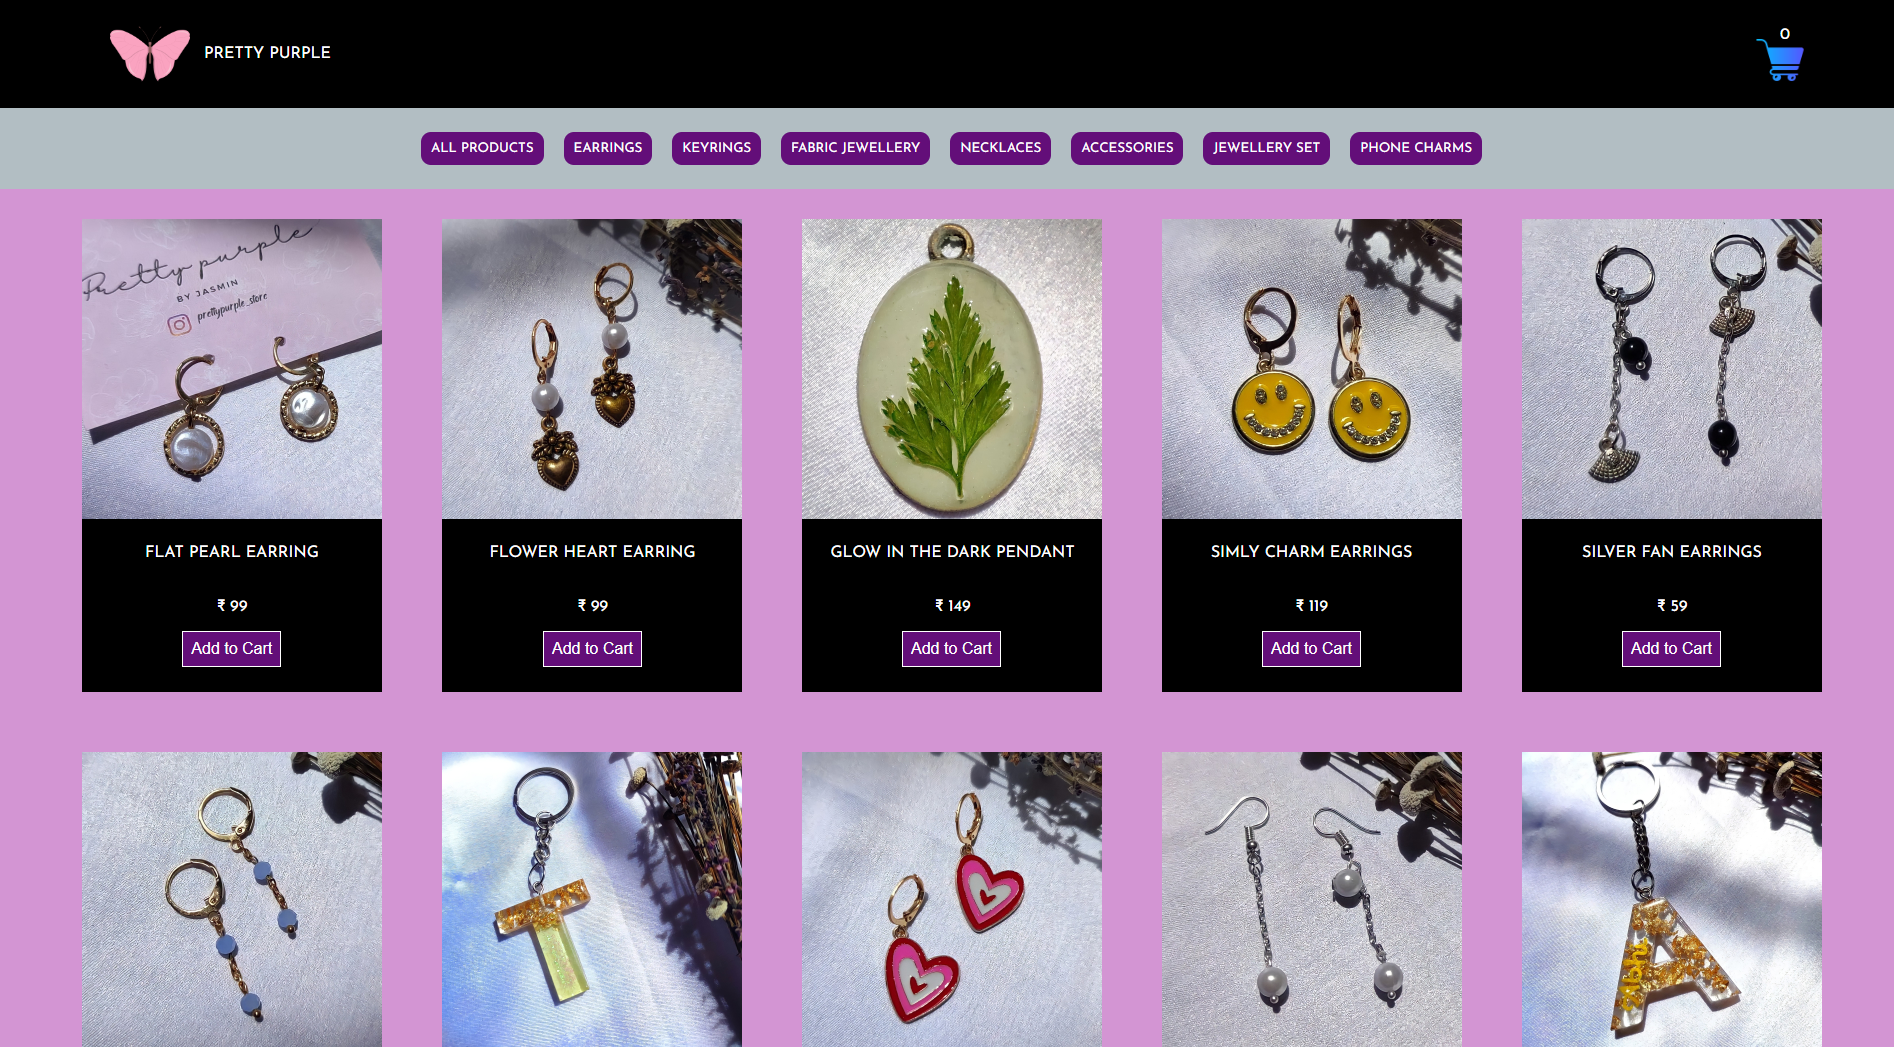 PRETTY PURPLE
0
ALL PRODUCTS
EARRINGS
KEYRINGS
FABRIC JEWELLERY
NECKLACES
ACCESSORIES
JEWELLERY SET
PHONE CHARMS
Pretty purple
BY JASMIN
prettypurple_store
FLAT PEARL EARRING
₹ 99
Add to Cart
FLOWER HEART EARRING
₹ 99
Add to Cart
GLOW IN THE DARK PENDANT
₹ 149
Add to Cart
SIMLY CHARM EARRINGS
₹ 119
Add to Cart
SILVER FAN EARRINGS
₹ 59
Add to Cart
T
A